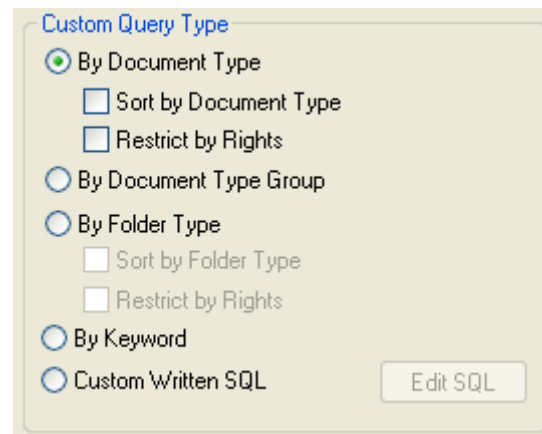 Custom Query Type
By Document Type
Sort by Document Type
Restrict by Rights
By Document Type Group
By Folder Type
Sort by Folder Type
Restrict by Rights
By Keyword
Custom Written SQL Edit SQL